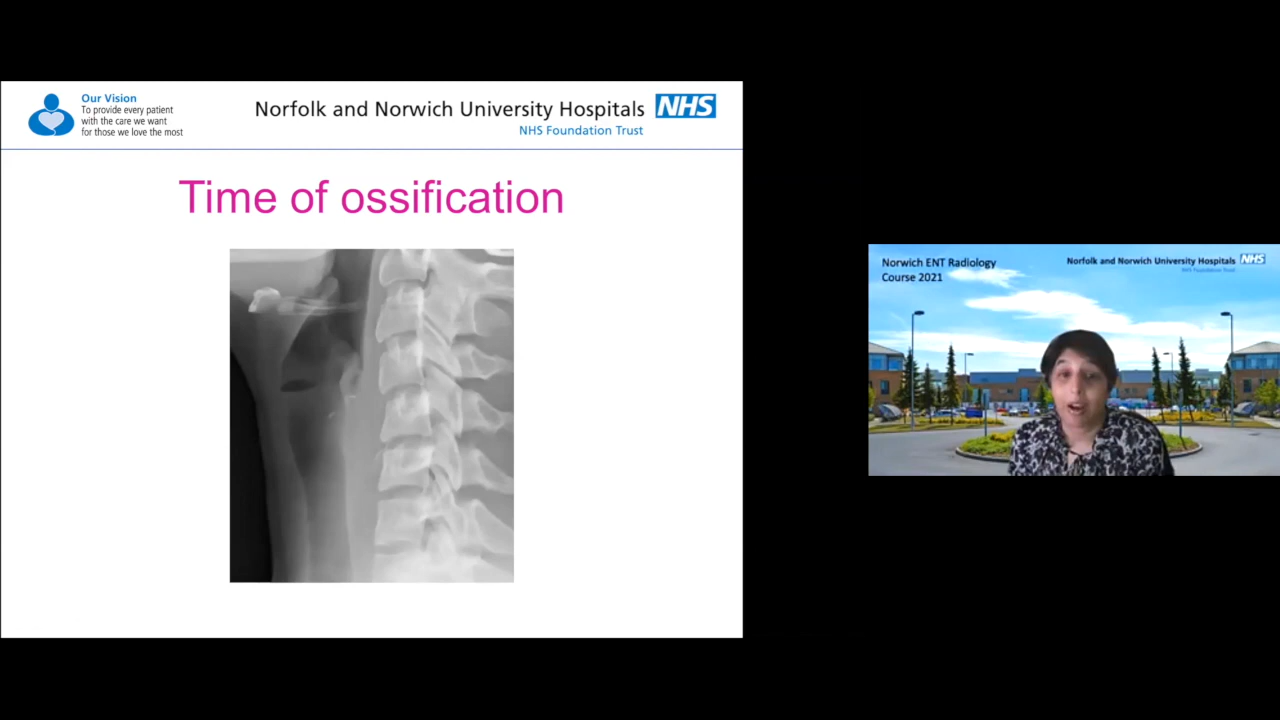 Our Vision
To provide every patient
with the care we want
for those we love the most
Norfolk and Norwich University Hospitals NHS
NHS Foundation Trust
Time of ossification
Norwich ENT Radiology
Course 2021
Norfolk and Norwich University Hospitals NHS
NHS Foundation Trust